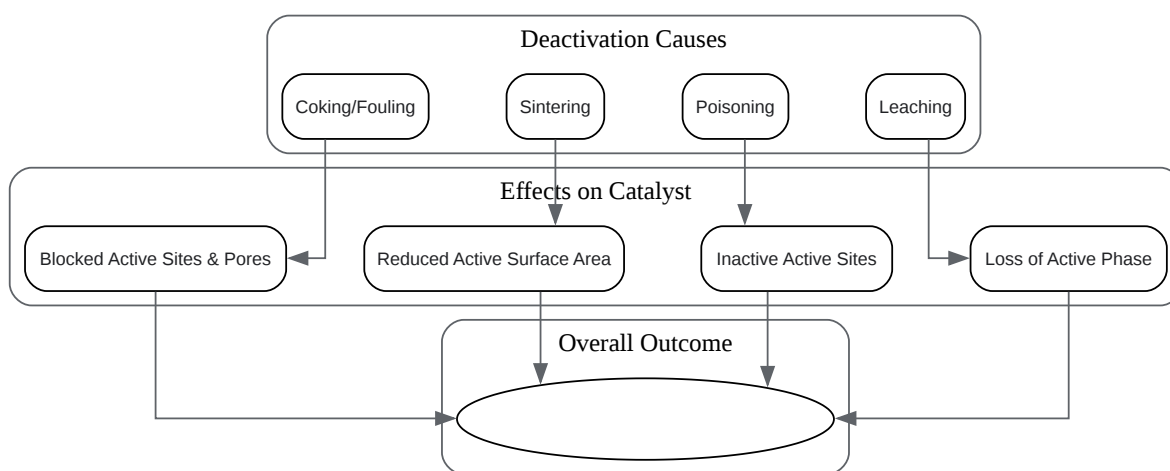 Deactivation Causes
Coking/Fouling
Sintering
Poisoning
Leaching
Effects on Catalyst
Blocked Active Sites & Pores
Reduced Active Surface Area
Inactive Active Sites
Loss of Active Phase
Overall Outcome